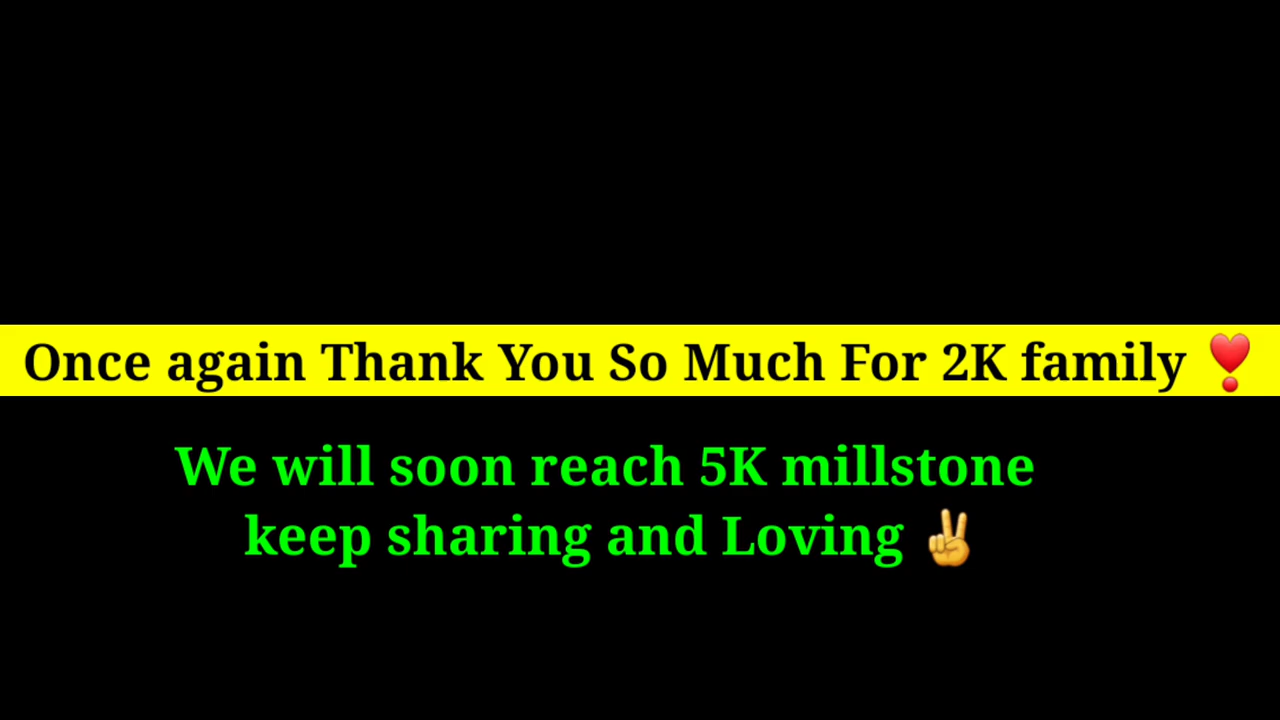 Once again Thank You So Much For 2K family ❣️
We will soon reach 5K millstone
keep sharing and Loving ✌️